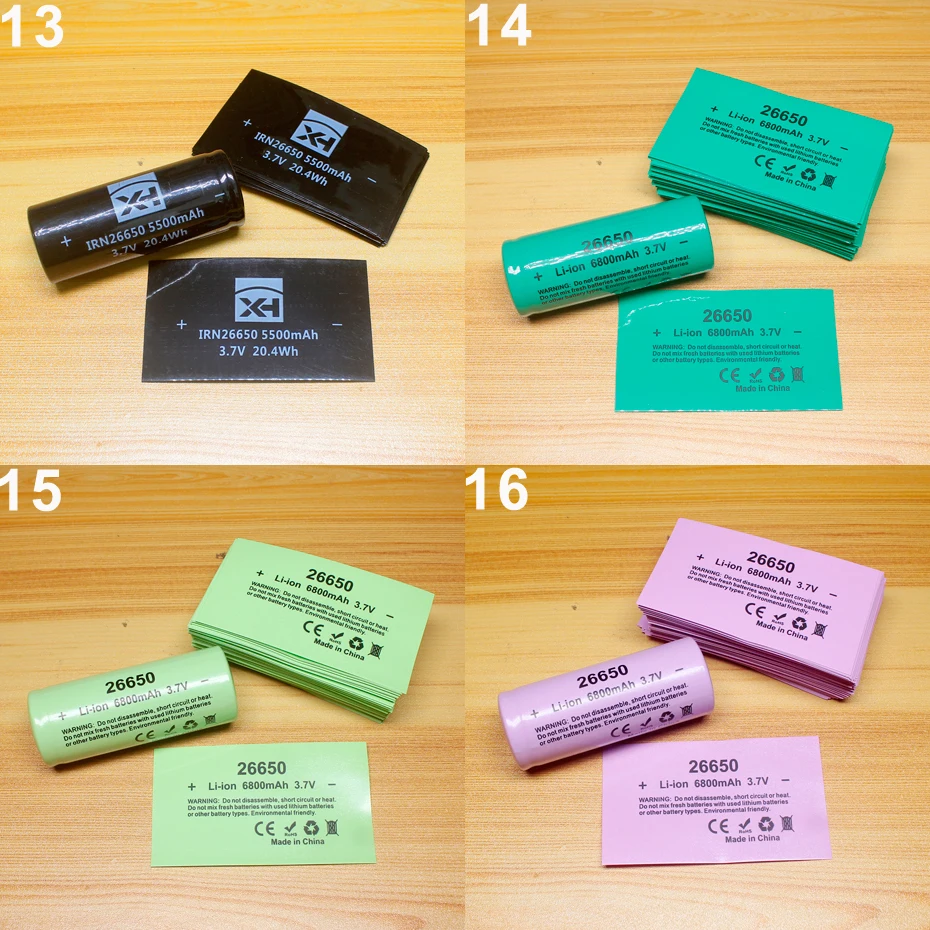 13
XH
IRN26650 5500mAh
+ −
3.7V 20.4Wh
XH
+ −
IRN26650 5500mAh
3.7V 20.4Wh
XH
+ −
IRN26650 5500mAh
3.7V 20.4Wh
14
26650
+ Li-ion 6800mAh 3.7V −
WARNING: Do not disassemble, short circuit or heat.
Do not mix fresh batteries with used lithium batteries
or other battery types. Environmental friendly.
CE RoHS
Made in China
26650
+ Li-ion 6800mAh 3.7V −
WARNING: Do not disassemble, short circuit or heat.
Do not mix fresh batteries with used lithium batteries
26650
+ Li-ion 6800mAh 3.7V −
WARNING: Do not disassemble, short circuit or heat.
Do not mix fresh batteries with used lithium batteries
or other battery types. Environmental friendly.
CE RoHS
Made in China
15
26650
+ Li-ion 6800mAh 3.7V −
WARNING: Do not disassemble, short circuit or heat.
Do not mix fresh batteries with used lithium batteries
or other battery types. Environmental friendly.
CE RoHS
Made in China
26650
+ Li-ion 6800mAh 3.7V −
WARNING: Do not disassemble, short circuit or heat.
Do not mix fresh batteries with used lithium batteries
or other battery types. Environmental friendly.
CE
26650
+ Li-ion 6800mAh 3.7V −
WARNING: Do not disassemble, short circuit or heat.
Do not mix fresh batteries with used lithium batteries
or other battery types. Environmental friendly.
CE RoHS
Made in China
16
26650
+ Li-ion 6800mAh 3.7V −
WARNING: Do not disassemble, short circuit or heat.
Do not mix fresh batteries with used lithium batteries
or other battery types. Environmental friendly.
CE RoHS
Made in China
26650
+ Li-ion 6800mAh 3.7V −
WARNING: Do not disassemble, short circuit or heat.
Do not mix fresh batteries with used lithium batteries
or other battery types. Environmental friendly.
CE
26650
+ Li-ion 6800mAh 3.7V −
WARNING: Do not disassemble, short circuit or heat.
Do not mix fresh batteries with used lithium batteries
or other battery types. Environmental friendly.
CE RoHS
Made in China